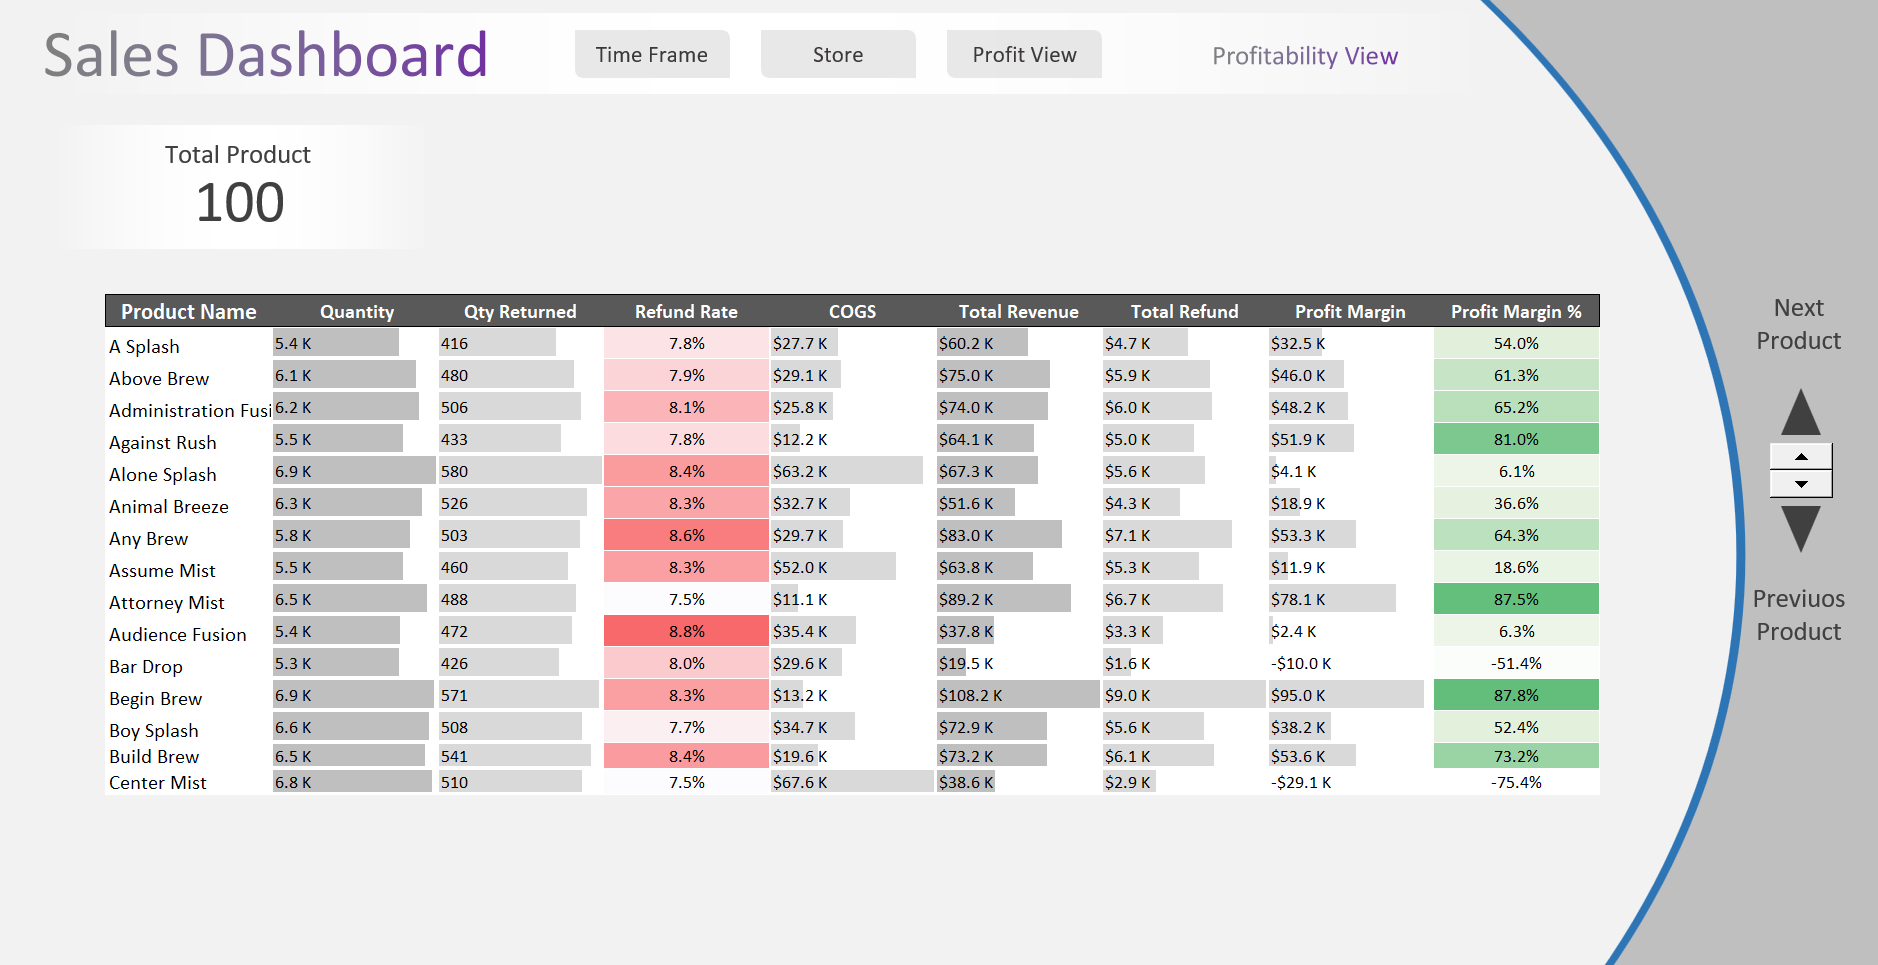 Sales Dashboard
Time Frame
Store
Profit View
Profitability View
Total Product
100
Product Name Quantity Qty Returned Refund Rate COGS Total Revenue Total Refund Profit Margin Profit Margin %
A Splash 5.4 K 416 7.8% $27.7 K $60.2 K $4.7 K $32.5 K 54.0%
Above Brew 6.1 K 480 7.9% $29.1 K $75.0 K $5.9 K $46.0 K 61.3%
Administration Fusi 6.2 K 506 8.1% $25.8 K $74.0 K $6.0 K $48.2 K 65.2%
Against Rush 5.5 K 433 7.8% $12.2 K $64.1 K $5.0 K $51.9 K 81.0%
Alone Splash 6.9 K 580 8.4% $63.2 K $67.3 K $5.6 K $4.1 K 6.1%
Animal Breeze 6.3 K 526 8.3% $32.7 K $51.6 K $4.3 K $18.9 K 36.6%
Any Brew 5.8 K 503 8.6% $29.7 K $83.0 K $7.1 K $53.3 K 64.3%
Assume Mist 5.5 K 460 8.3% $52.0 K $63.8 K $5.3 K $11.9 K 18.6%
Attorney Mist 6.5 K 488 7.5% $11.1 K $89.2 K $6.7 K $78.1 K 87.5%
Audience Fusion 5.4 K 472 8.8% $35.4 K $37.8 K $3.3 K $2.4 K 6.3%
Bar Drop 5.3 K 426 8.0% $29.6 K $19.5 K $1.6 K -$10.0 K -51.4%
Begin Brew 6.9 K 571 8.3% $13.2 K $108.2 K $9.0 K $95.0 K 87.8%
Boy Splash 6.6 K 508 7.7% $34.7 K $72.9 K $5.6 K $38.2 K 52.4%
Build Brew 6.5 K 541 8.4% $19.6 K $73.2 K $6.1 K $53.6 K 73.2%
Center Mist 6.8 K 510 7.5% $67.6 K $38.6 K $2.9 K -$29.1 K -75.4%
Next
Product
Previuos
Product